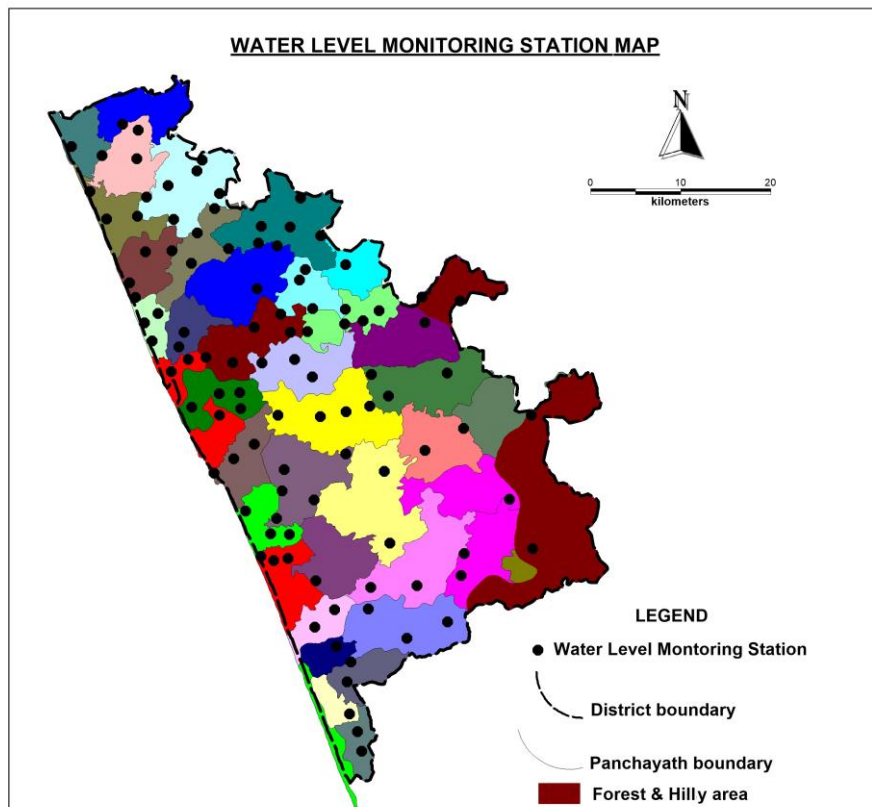 WATER LEVEL MONITORING STATION MAP
N
0 10 20
kilometers
LEGEND
Water Level Montoring Station
District boundary
Panchayath boundary
Forest & Hilly area